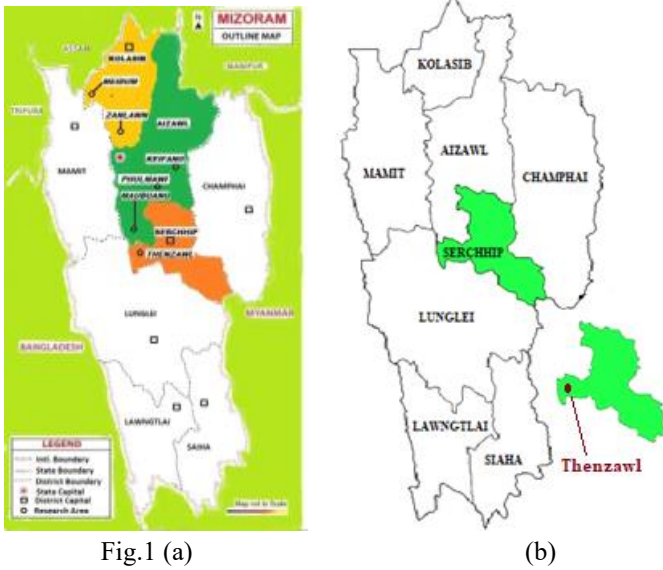 MIZORAM
OUTLINE MAP
N
ASSAM
MANIPUR
TRIPURA
KOLASIB
ZANLAWN
AIZAWL
KEIFANG
MAMIT
PHULMAWI
MAUBUANG
CHAMPHAI
SERCHHIP
THENZAWL
LUNGLEI
MYANMAR
BANGLADESH
LAWNGTLAI
SAIHA
LEGEND
Intl. Boundary
State Boundary
District Boundary
State Capital
District Capital
Research Area
Map not to Scale
Fig.1 (a)
KOLASIB
AIZAWL
MAMIT
CHAMPHAI
SERCHHIP
LUNGLEI
LAWNGTLAI
SIAHA
Thenzawl
(b)